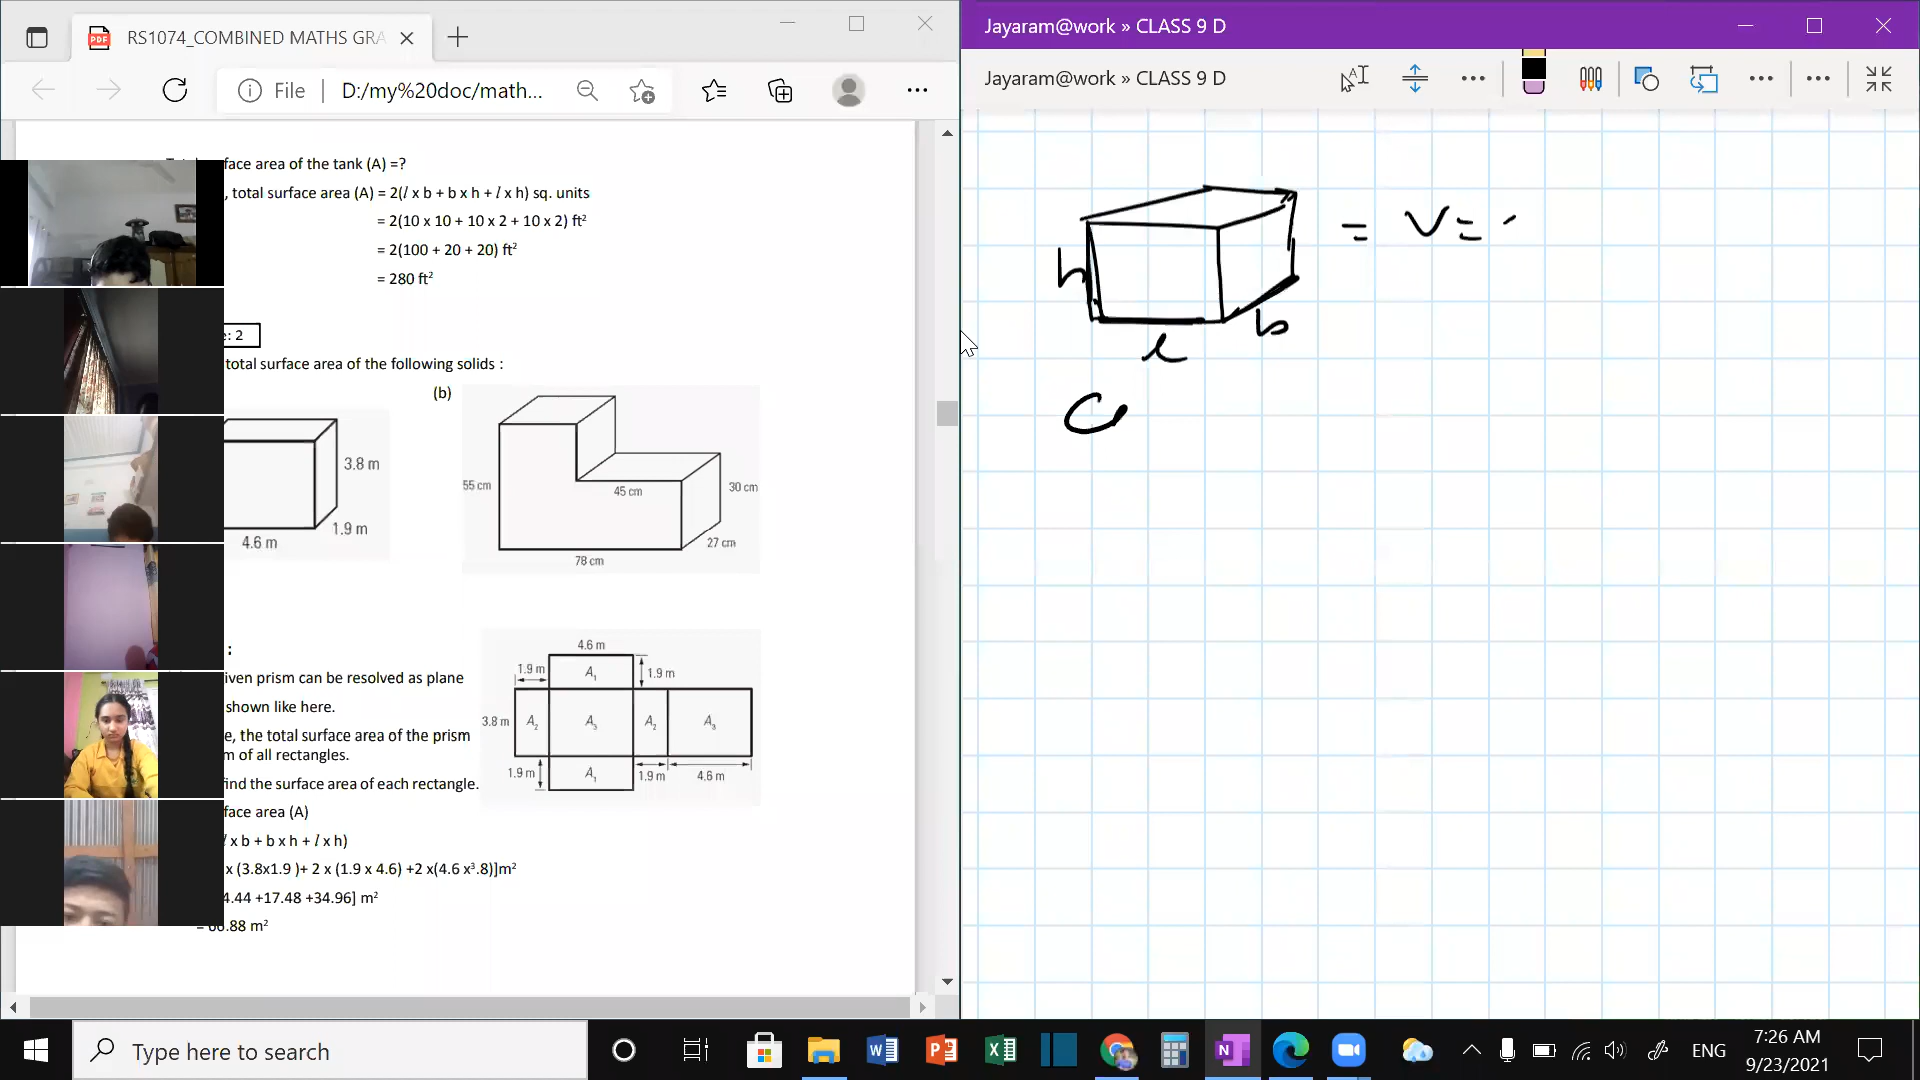 RS1074_COMBINED MATHS GRA
File
D:/my%20doc/math...
face area of the tank (A) =?
, total surface area (A) = 2(l x b + b x h + l x h) sq. units
= 2(10 x 10 + 10 x 2 + 10 x 2) ft²
= 2(100 + 20 + 20) ft²
= 280 ft²
e: 2
total surface area of the following solids :
(b)
3.8 m
1.9 m
4.6 m
55 cm
45 cm
30 cm
27 cm
78 cm
:
iven prism can be resolved as plane
shown like here.
e, the total surface area of the prism
m of all rectangles.
find the surface area of each rectangle.
face area (A)
l x b + b x h + l x h)
x (3.8x1.9 )+ 2 x (1.9 x 4.6) +2 x(4.6 x³.8)]m²
4.44 +17.48 +34.96] m²
= 66.88 m²
4.6 m
1.9 m
A₁
1.9 m
3.8 m
A₂
A₃
A₂
A₃
1.9 m
A₁
1.9 m
4.6 m
Jayaram@work » CLASS 9 D
Jayaram@work » CLASS 9 D
h
l
b
= V =
C
Type here to search
ENG
7:26 AM
9/23/2021